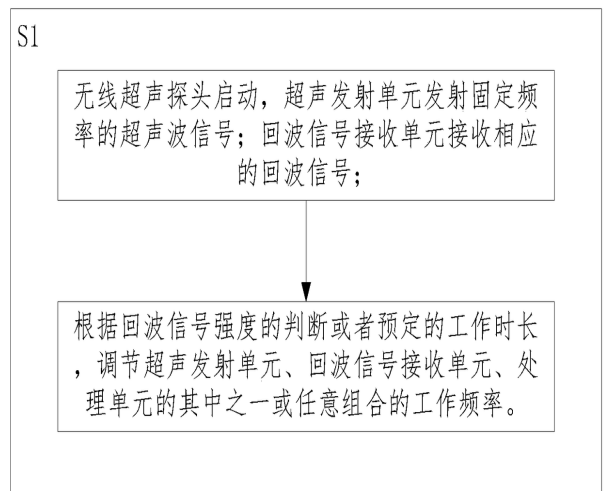 S1
无线超声探头启动，超声发射单元发射固定频
率的超声波信号；回波信号接收单元接收相应
的回波信号；
根据回波信号强度的判断或者预定的工作时长
，调节超声发射单元、回波信号接收单元、处
理单元的其中之一或任意组合的工作频率。